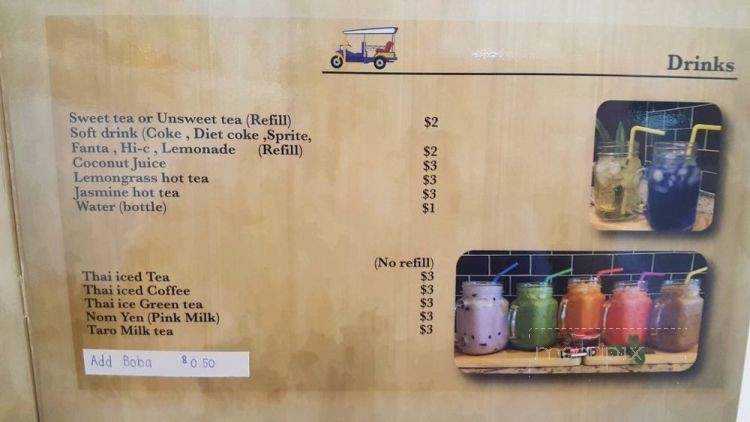 Drinks
Sweet tea or Unsweet tea (Refill) $2
Soft drink (Coke , Diet coke ,Sprite,
Fanta , Hi-c , Lemonade (Refill) $2
Coconut Juice $3
Lemongrass hot tea $3
Jasmine hot tea $3
Water (bottle) $1
(No refill)
Thai iced Tea $3
Thai iced Coffee $3
Thai ice Green tea $3
Nom Yen (Pink Milk) $3
Taro Milk tea $3
Add Boba $0.50
menupix